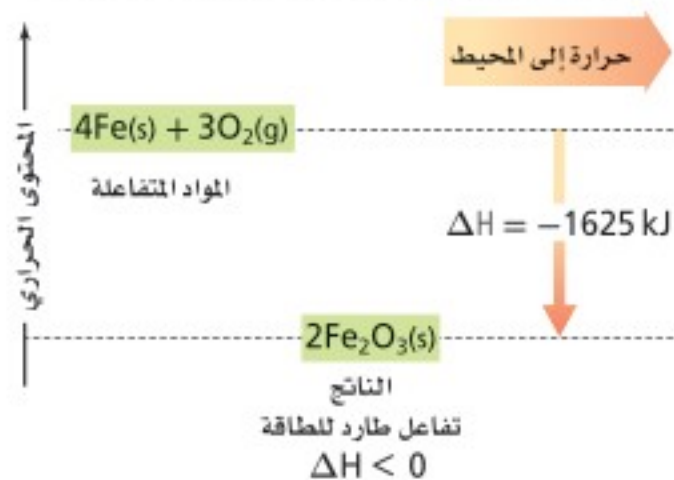 حرارة إلى المحيط
المحتوى الحراري
4Fe(s) + 3O₂(g)
المواد المتفاعلة
ΔH = −1625 kJ
2Fe₂O₃(s)
الناتج
تفاعل طارد للطاقة
ΔH < 0